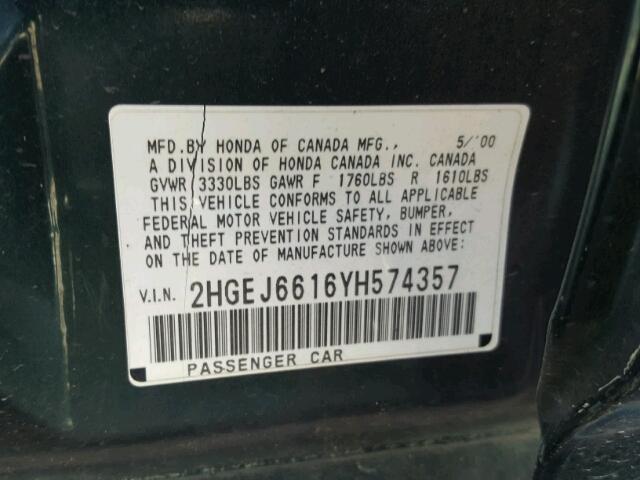 MFD.BY HONDA OF CANADA MFG., 5/'00
A DIVISION OF HONDA CANADA INC. CANADA
GVWR 3330LBS GAWR F 1760LBS R 1610LBS
THIS VEHICLE CONFORMS TO ALL APPLICABLE
FEDERAL MOTOR VEHICLE SAFETY, BUMPER,
AND THEFT PREVENTION STANDARDS IN EFFECT
ON THE DATE OF MANUFACTURE SHOWN ABOVE:
V.I.N. 2HGEJ6616YH574357
PASSENGER CAR